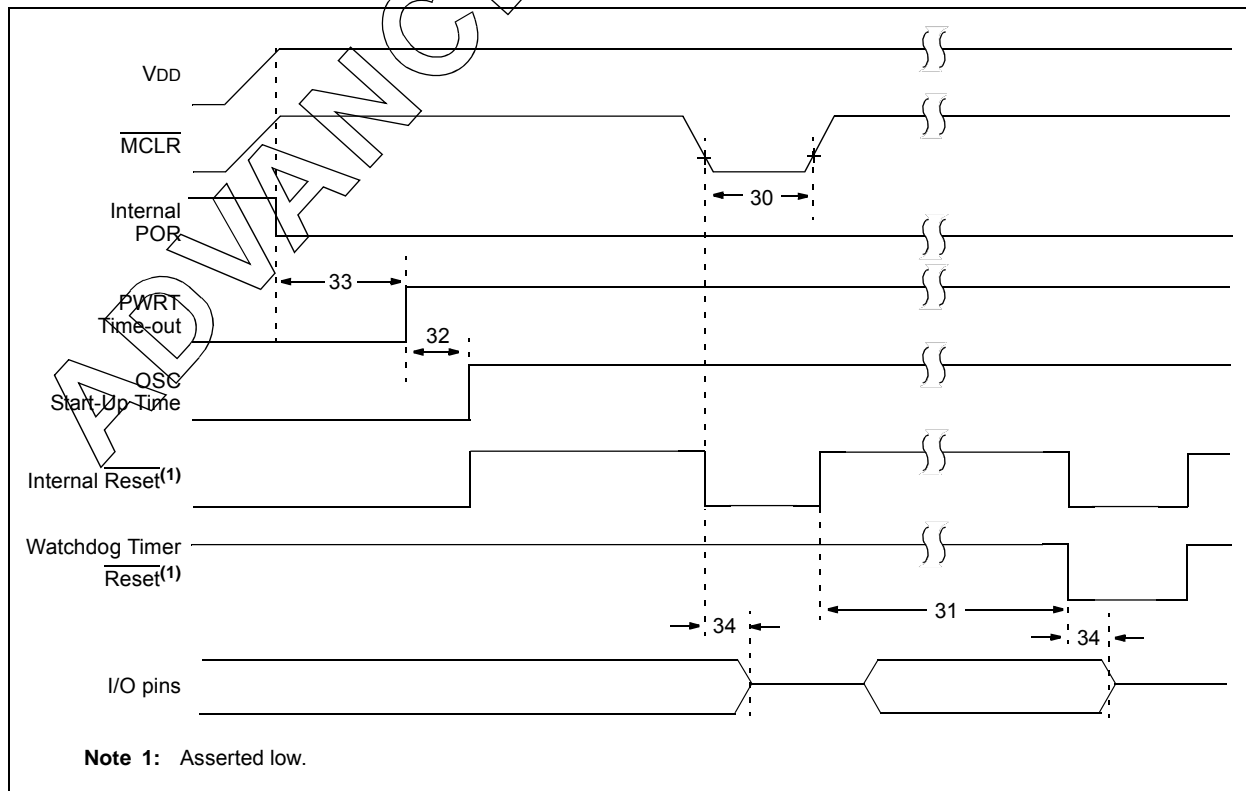 VDD
MCLR
30
Internal
POR
33
PWRT
Time-out
32
OSC
Start-Up Time
Internal Reset(1)
Watchdog Timer
Reset(1)
31
34
34
I/O pins
Note 1: Asserted low.
ADVANC